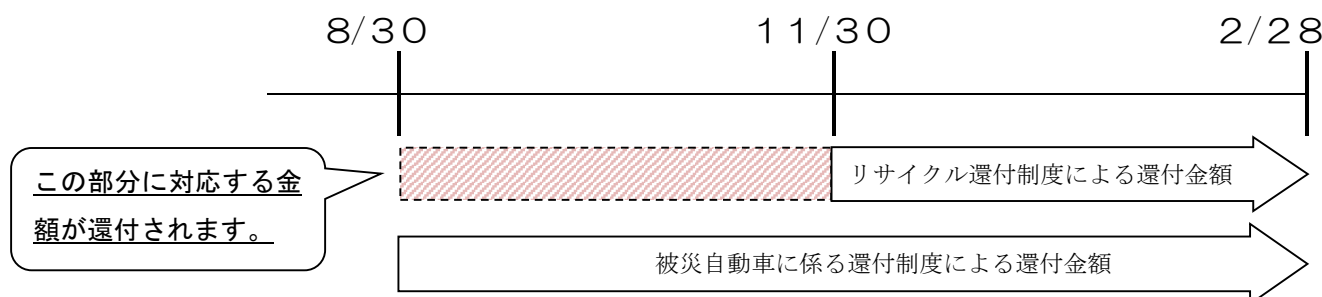 ８/３０ １１/３０ ２/２８
この部分に対応する金
額が還付されます。
リサイクル還付制度による還付金額
被災自動車に係る還付制度による還付金額